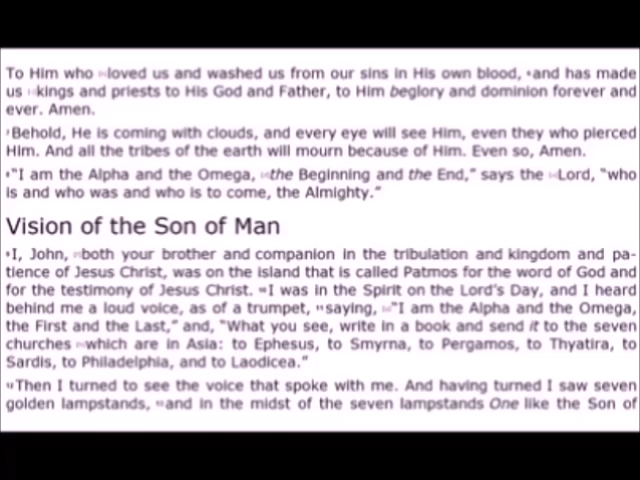 To Him who loved us and washed us from our sins in His own blood, and has made
us kings and priests to His God and Father, to Him beglory and dominion forever and
ever. Amen.
Behold, He is coming with clouds, and every eye will see Him, even they who pierced
Him. And all the tribes of the earth will mourn because of Him. Even so, Amen.
"I am the Alpha and the Omega, the Beginning and the End," says the Lord, "who
is and who was and who is to come, the Almighty."
Vision of the Son of Man
I, John, both your brother and companion in the tribulation and kingdom and pa-
tience of Jesus Christ, was on the island that is called Patmos for the word of God and
for the testimony of Jesus Christ. I was in the Spirit on the Lord's Day, and I heard
behind me a loud voice, as of a trumpet, saying, "I am the Alpha and the Omega,
the First and the Last," and, "What you see, write in a book and send it to the seven
churches which are in Asia: to Ephesus, to Smyrna, to Pergamos, to Thyatira, to
Sardis, to Philadelphia, and to Laodicea."
Then I turned to see the voice that spoke with me. And having turned I saw seven
golden lampstands, and in the midst of the seven lampstands One like the Son of